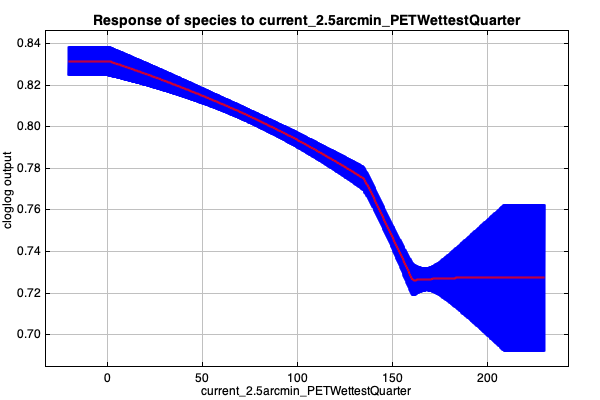 Response of species to current_2.5arcmin_PETWettestQuarter
0.84
0.82
0.80
0.78
0.76
0.74
0.72
0.70
cloglog output
0 50 100 150 200
current_2.5arcmin_PETWettestQuarter